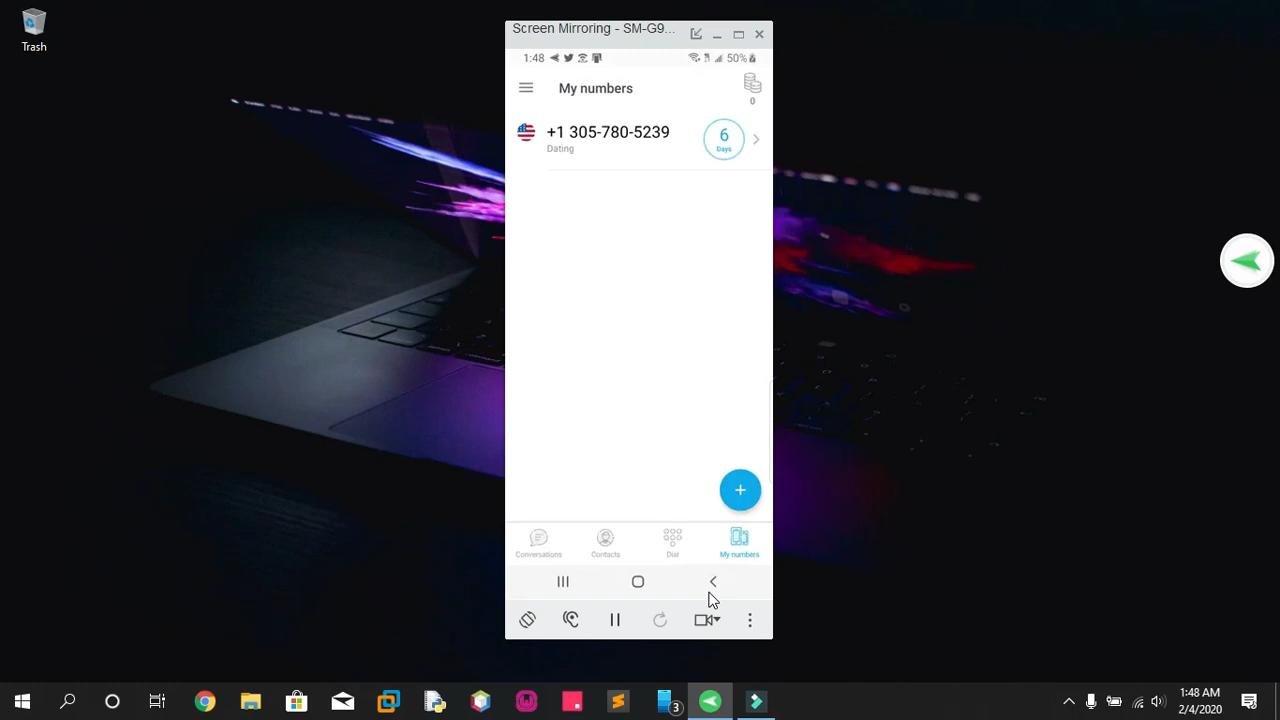 Trash
Screen Mirroring - SM-G9...
1:48
50%
My numbers
0
+1 305-780-5239
Dating
6
Days
+
Conversations
Contacts
Dial
My numbers
3
1:48 AM
2/4/2020